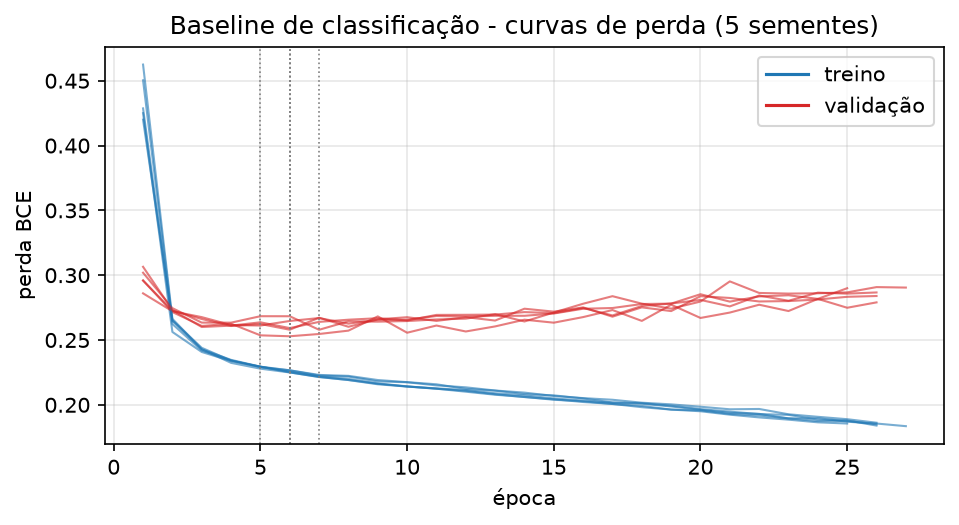 Baseline de classificação - curvas de perda (5 sementes)
treino
validação
perda BCE
0.45
0.40
0.35
0.30
0.25
0.20
0
5
10
15
20
25
época